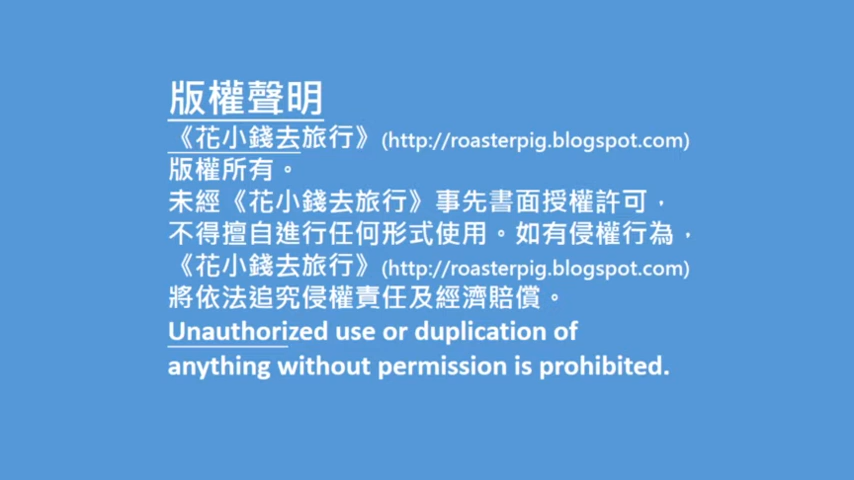 版權聲明
《花小錢去旅行》(http://roasterpig.blogspot.com)
版權所有。
未經《花小錢去旅行》事先書面授權許可，
不得擅自進行任何形式使用。如有侵權行為，
《花小錢去旅行》(http://roasterpig.blogspot.com)
將依法追究侵權責任及經濟賠償。
Unauthorized use or duplication of
anything without permission is prohibited.